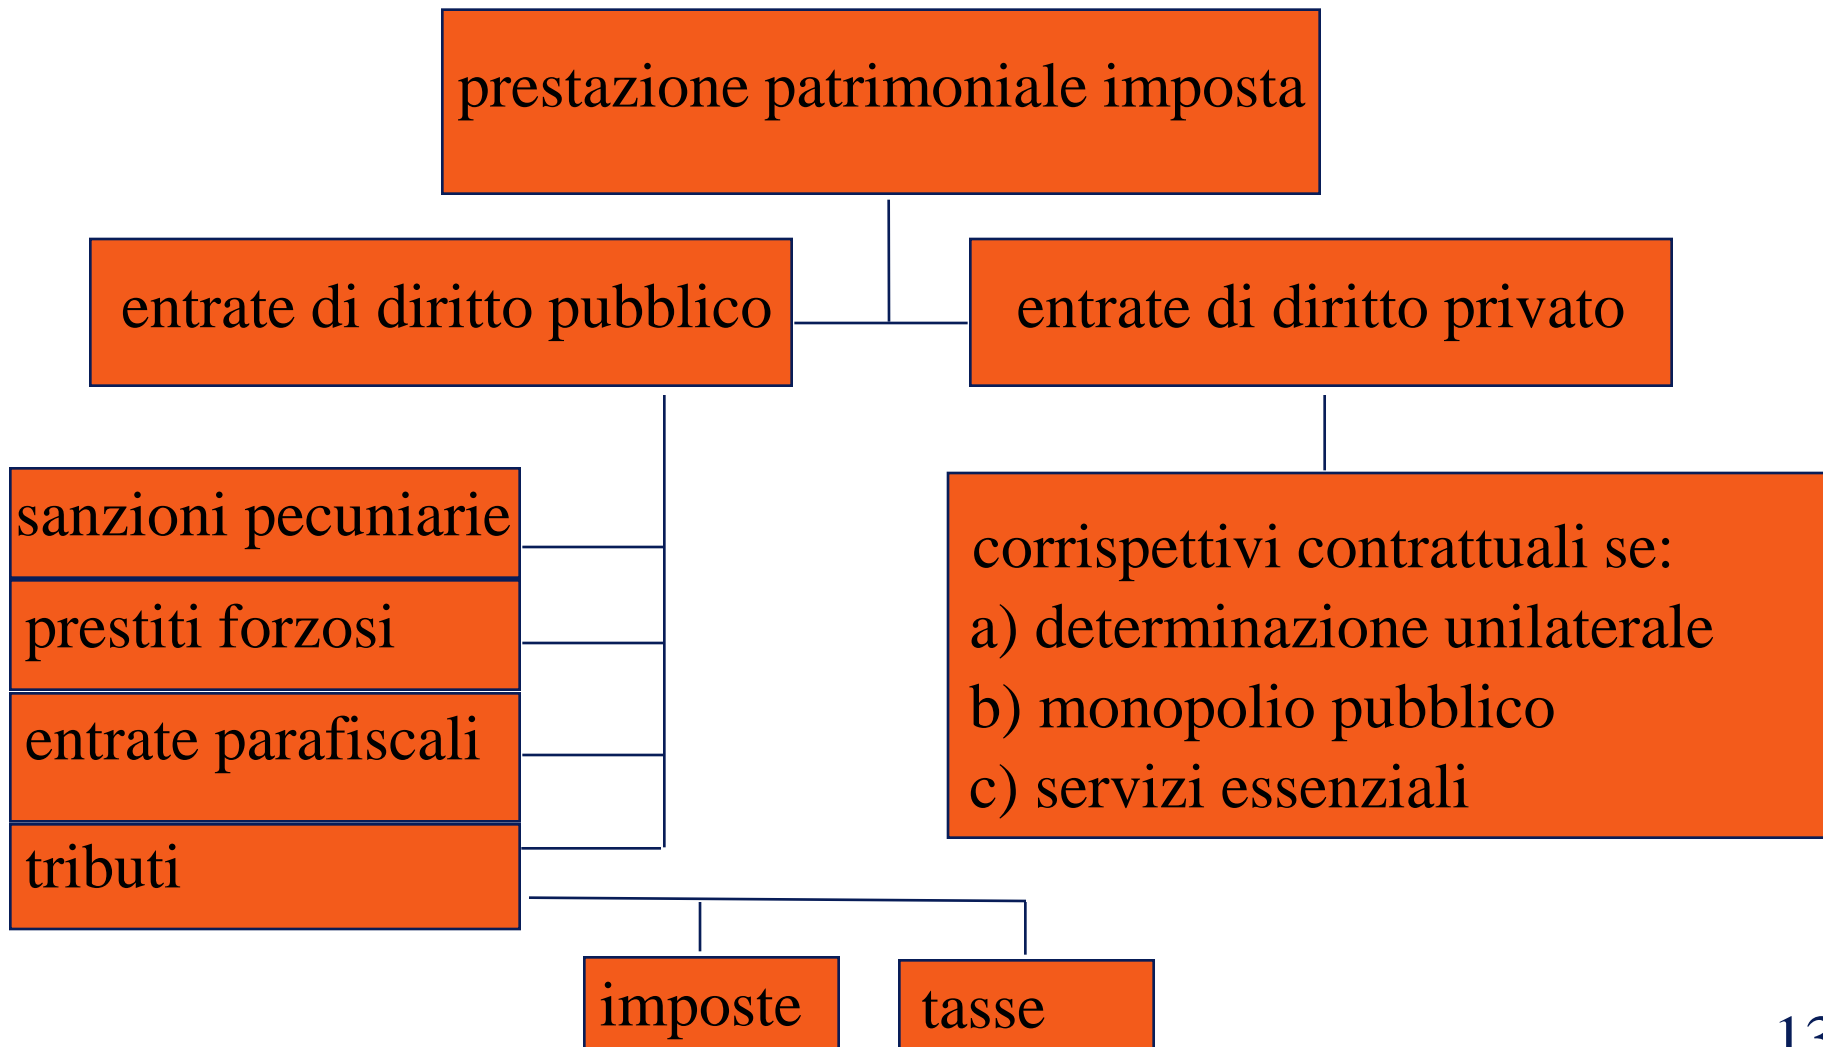 prestazione patrimoniale imposta
entrate di diritto pubblico
entrate di diritto privato
sanzioni pecuniarie
prestiti forzosi
entrate parafiscali
tributi
corrispettivi contrattuali se:
a) determinazione unilaterale
b) monopolio pubblico
c) servizi essenziali
imposte
tasse
13